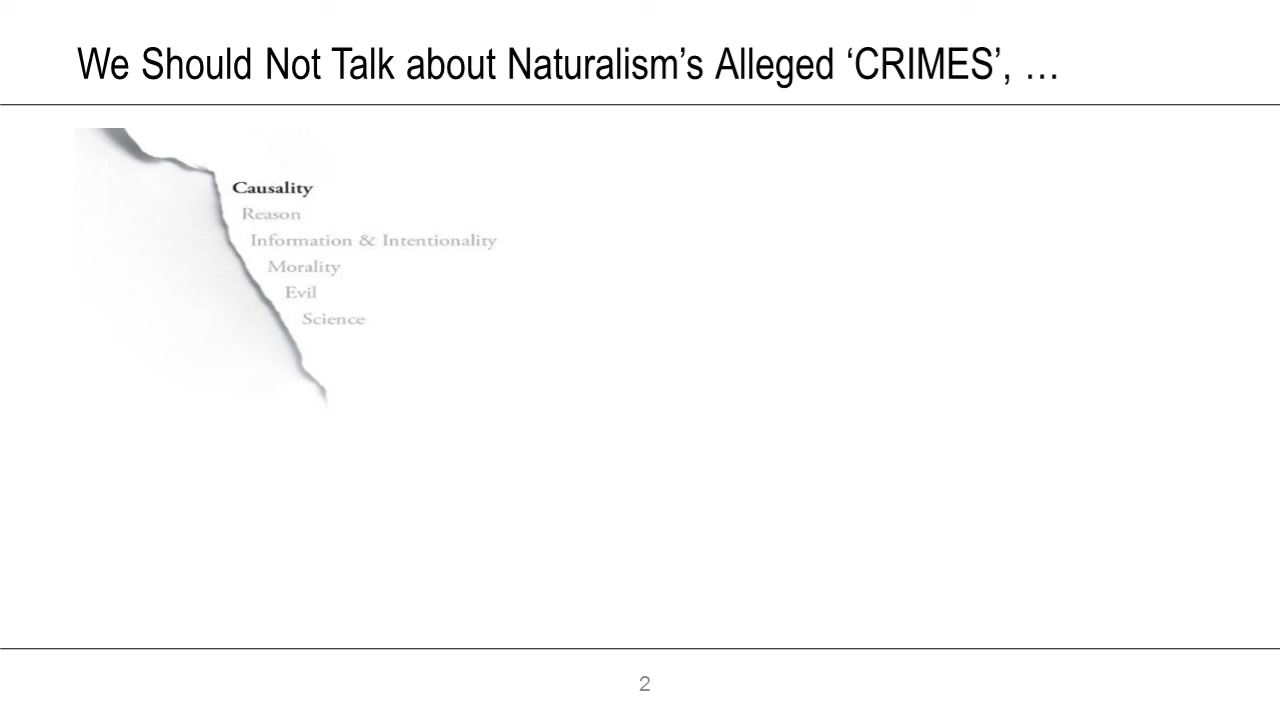 We Should Not Talk about Naturalism’s Alleged ‘CRIMES’, …
Causality
Reason
Information & Intentionality
Morality
Evil
Science
2